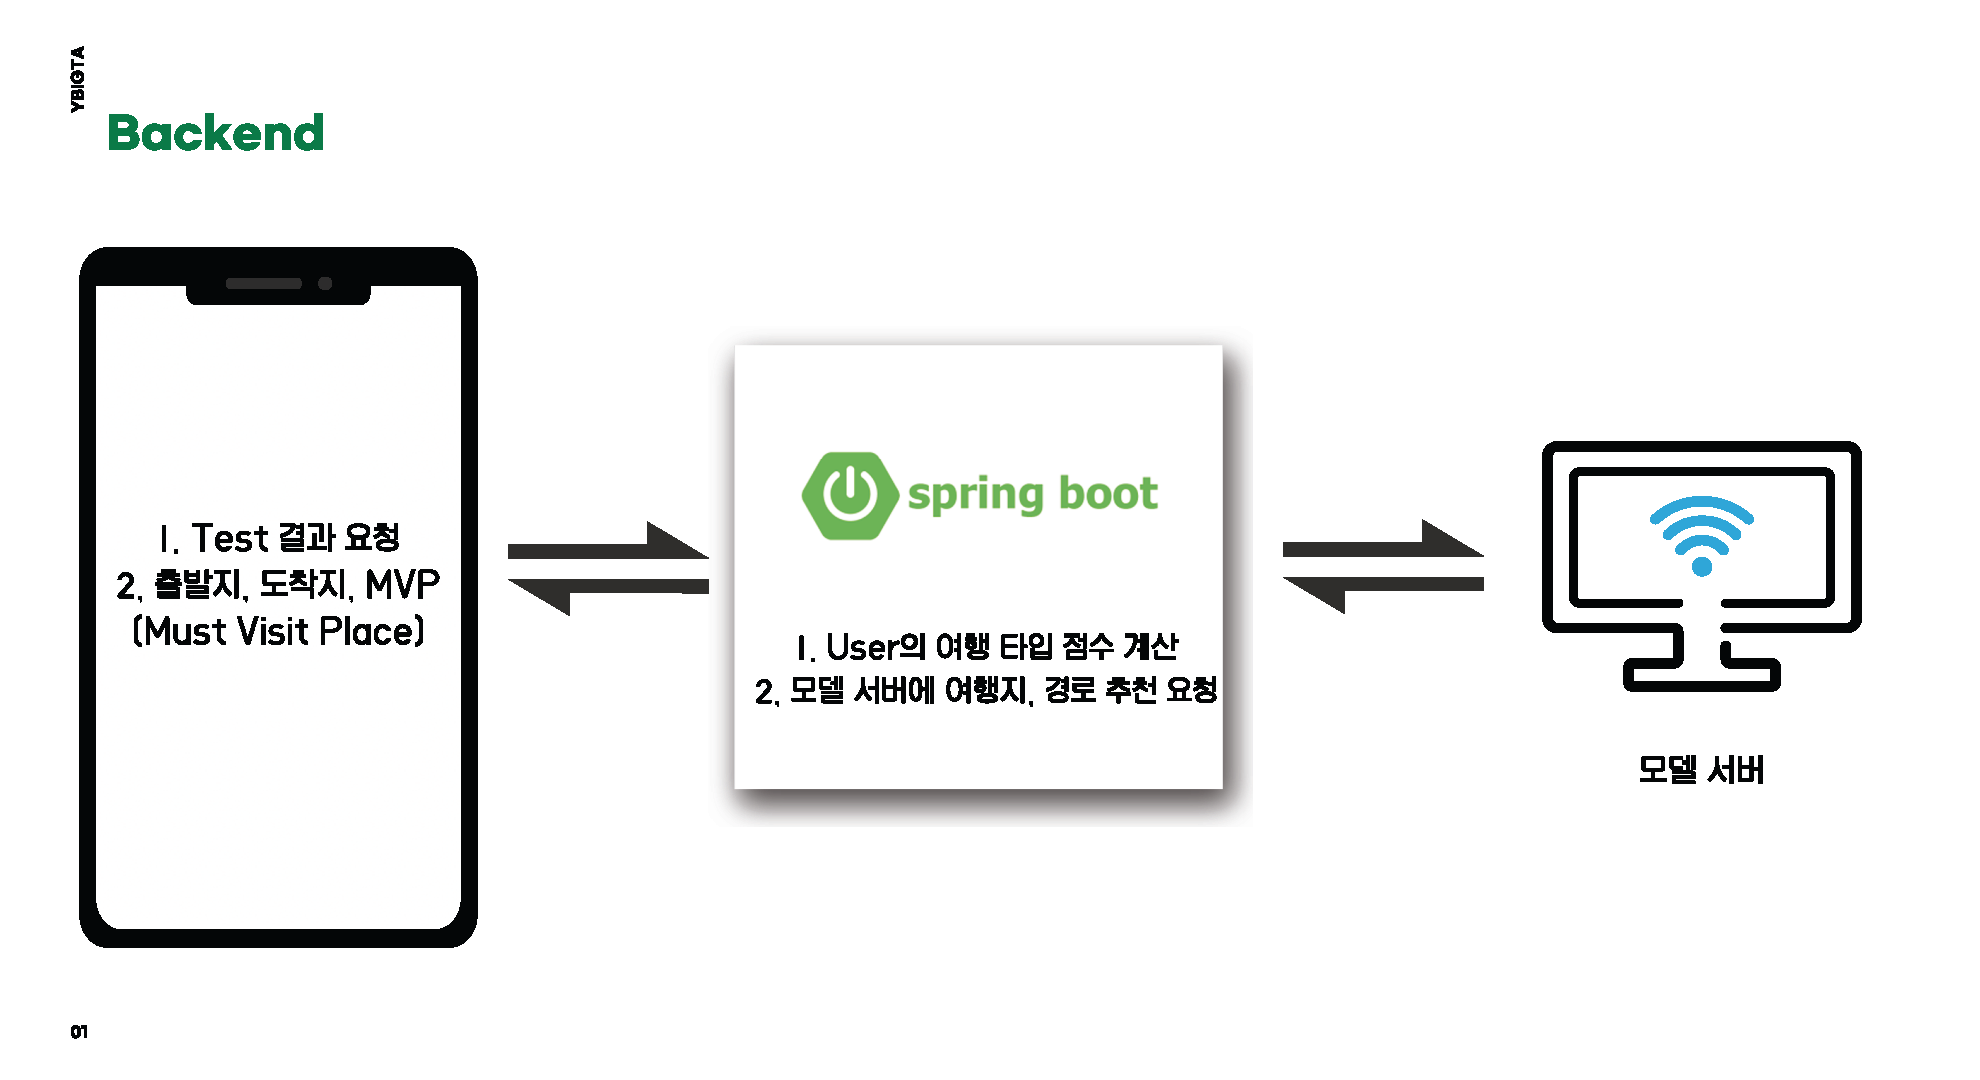 YBIGTA
Backend
1. Test 결과 요청
2. 출발지, 도착지, MVP
(Must Visit Place)
spring boot
1. User의 여행 타입 점수 계산
2. 모델 서버에 여행지, 경로 추천 요청
모델 서버
01